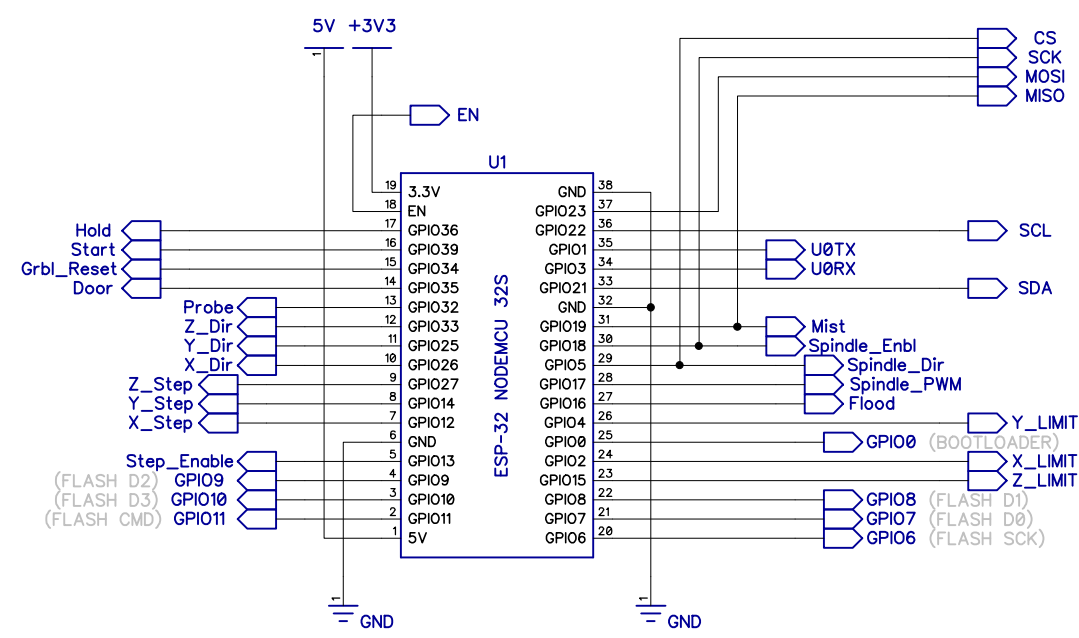 5V +3V3
1
CS
SCK
MOSI
MISO
EN
U1
19 3.3V GND 38
18 EN GPIO23 37
Hold 17 GPIO36 GPIO22 36 SCL
Start 16 GPIO39 GPIO1 35 U0TX
Grbl_Reset 15 GPIO34 GPIO3 34 U0RX
Door 14 GPIO35 GPIO21 33 SDA
Probe 13 GPIO32 GND 32
Z_Dir 12 GPIO33 GPIO19 31 Mist
Y_Dir 11 GPIO25 GPIO18 30 Spindle_Enbl
X_Dir 10 GPIO26 GPIO5 29 Spindle_Dir
Z_Step 9 GPIO27 GPIO17 28 Spindle_PWM
Y_Step 8 GPIO14 GPIO16 27 Flood
X_Step 7 GPIO12 GPIO4 26 Y_LIMIT
6 GND GPIO0 25 GPIO0 (BOOTLOADER)
Step_Enable 5 GPIO13 GPIO2 24 X_LIMIT
(FLASH D2) GPIO9 4 GPIO9 GPIO15 23 Z_LIMIT
(FLASH D3) GPIO10 3 GPIO10 GPIO8 22 GPIO8 (FLASH D1)
(FLASH CMD) GPIO11 2 GPIO11 GPIO7 21 GPIO7 (FLASH D0)
1 5V GPIO6 20 GPIO6 (FLASH SCK)
ESP-32 NODEMCU 32S
1 GND
1 GND